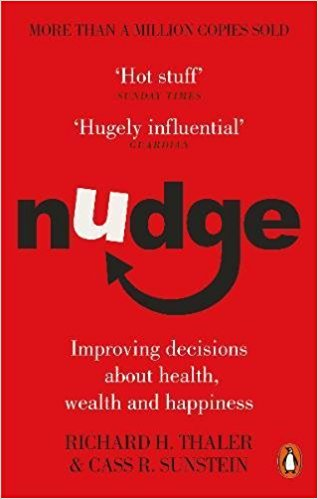 MORE THAN A MILLION COPIES SOLD
‘Hot stuff’
SUNDAY TIMES
‘Hugely influential’
GUARDIAN
nudge
Improving decisions
about health,
wealth and happiness
RICHARD H. THALER
& CASS R. SUNSTEIN